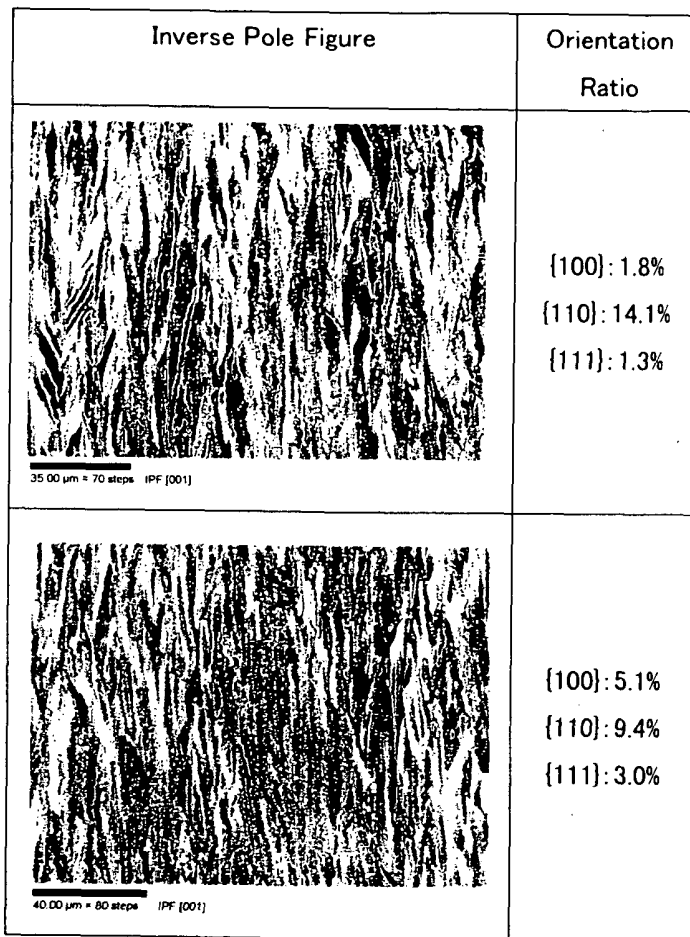 Inverse Pole Figure
Orientation
Ratio
{100}: 1.8%
{110}: 14.1%
{111}: 1.3%
35.00 µm = 70 steps IPF [001]
{100}: 5.1%
{110}: 9.4%
{111}: 3.0%
40.00 µm = 80 steps IPF [001]